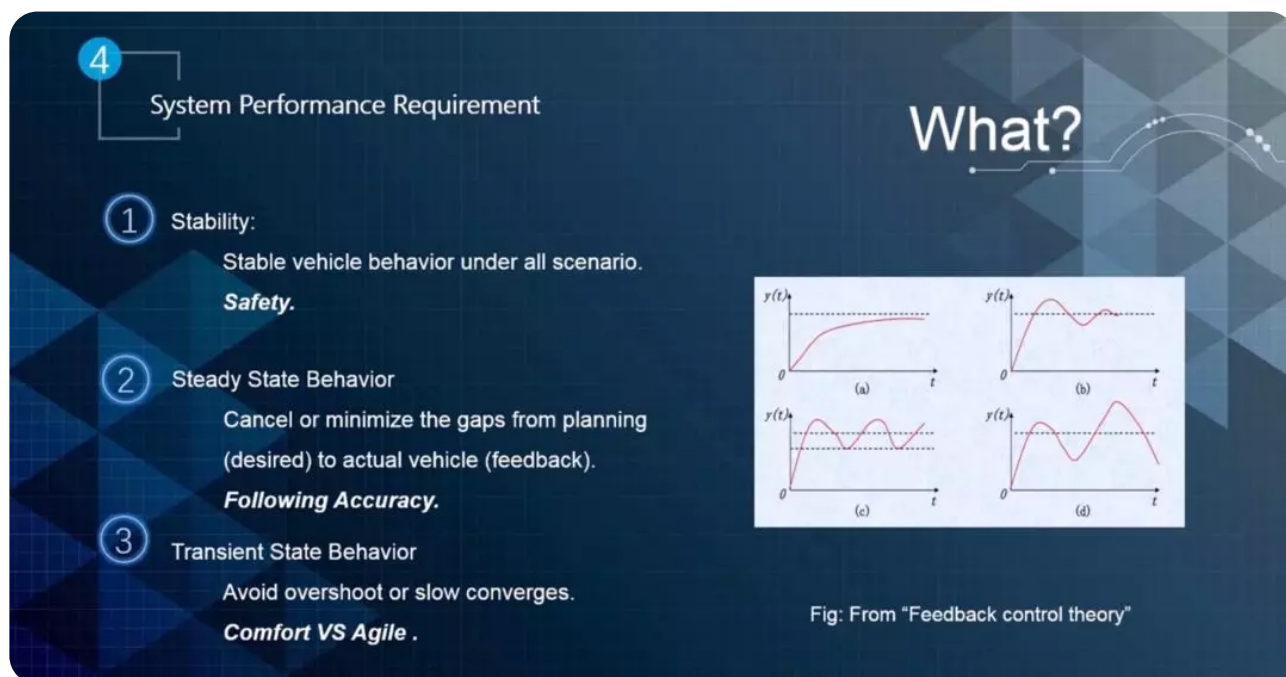 4
System Performance Requirement
What?
1 Stability:
Stable vehicle behavior under all scenario.
Safety.
2 Steady State Behavior
Cancel or minimize the gaps from planning
(desired) to actual vehicle (feedback).
Following Accuracy.
3 Transient State Behavior
Avoid overshoot or slow converges.
Comfort VS Agile .
y(t)
0
t
(a)
y(t)
0
t
(b)
y(t)
0
t
(c)
y(t)
0
t
(d)
Fig: From “Feedback control theory”